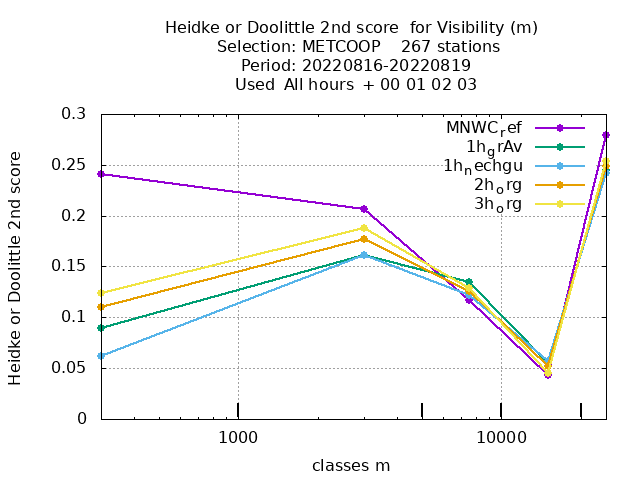 Heidke or Doolittle 2nd score  for Visibility (m)
Selection: METCOOP    267 stations
Period: 20220816-20220819
Used  All hours  + 00 01 02 03
MNWC_ref
1h_grAv
1h_nechgu
2h_org
3h_org
0.3
0.25
0.2
0.15
0.1
0.05
0
Heidke or Doolittle 2nd score
1000
10000
classes m